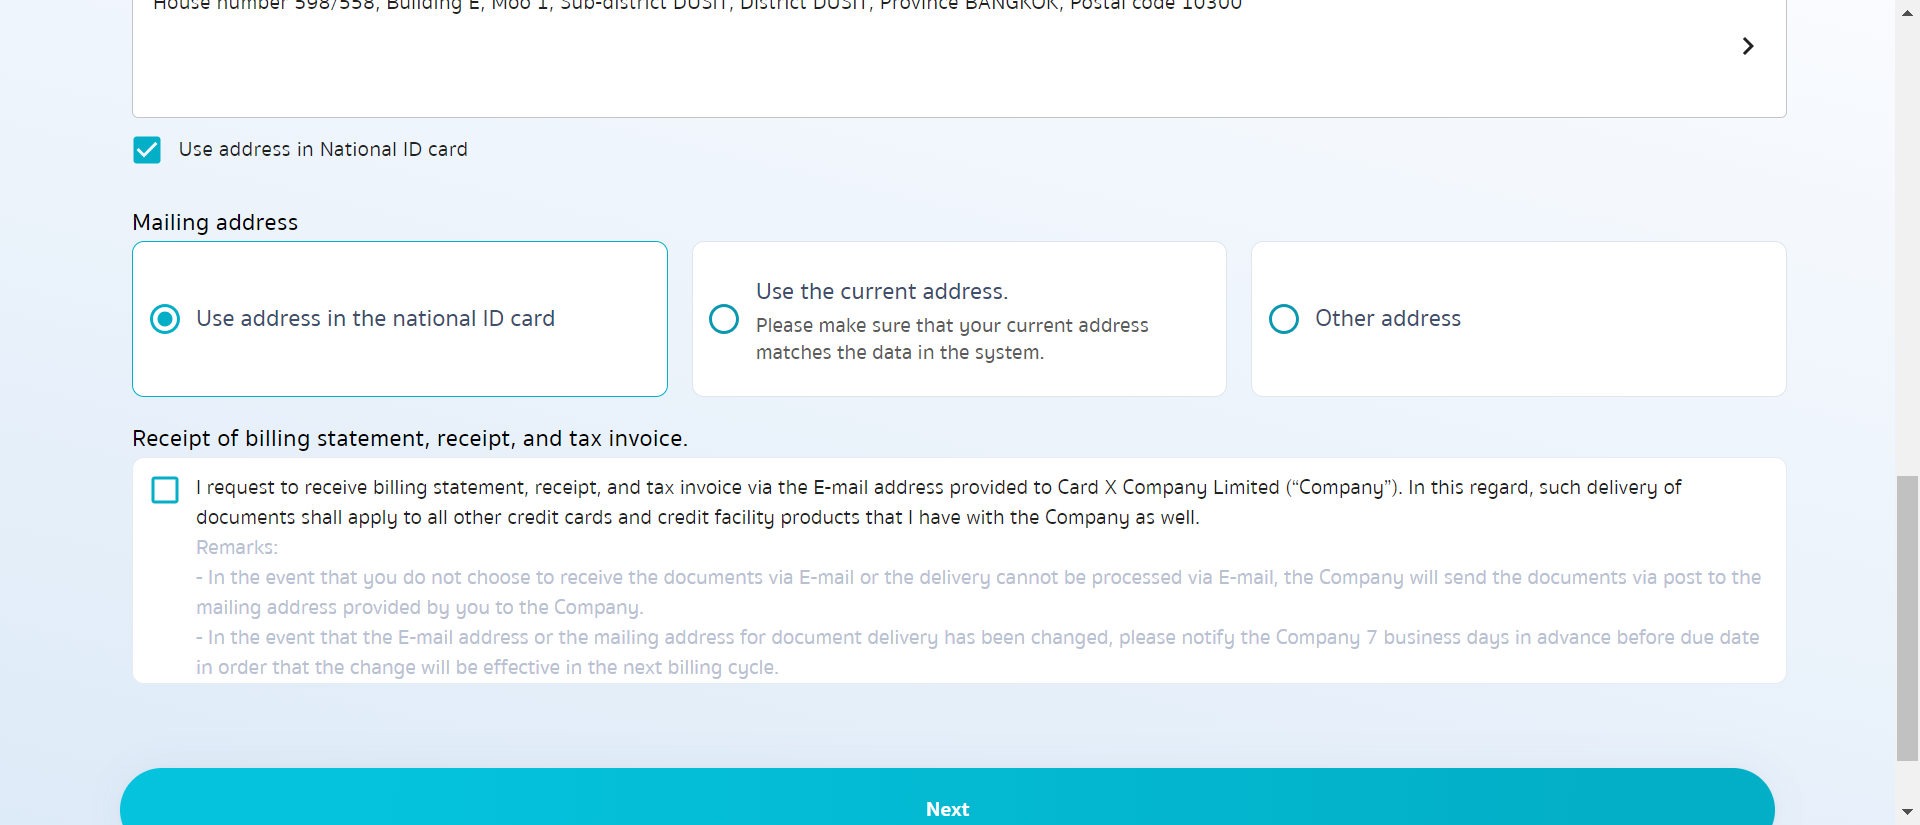 House number 598/558, Building E, Moo 1, Sub-district DUSIT, District DUSIT, Province BANGKOK, Postal code 10300
Use address in National ID card
Mailing address
Use address in the national ID card
Use the current address.
Please make sure that your current address
matches the data in the system.
Other address
Receipt of billing statement, receipt, and tax invoice.
I request to receive billing statement, receipt, and tax invoice via the E-mail address provided to Card X Company Limited (“Company”). In this regard, such delivery of
documents shall apply to all other credit cards and credit facility products that I have with the Company as well.
Remarks:
- In the event that you do not choose to receive the documents via E-mail or the delivery cannot be processed via E-mail, the Company will send the documents via post to the
mailing address provided by you to the Company.
- In the event that the E-mail address or the mailing address for document delivery has been changed, please notify the Company 7 business days in advance before due date
in order that the change will be effective in the next billing cycle.
Next